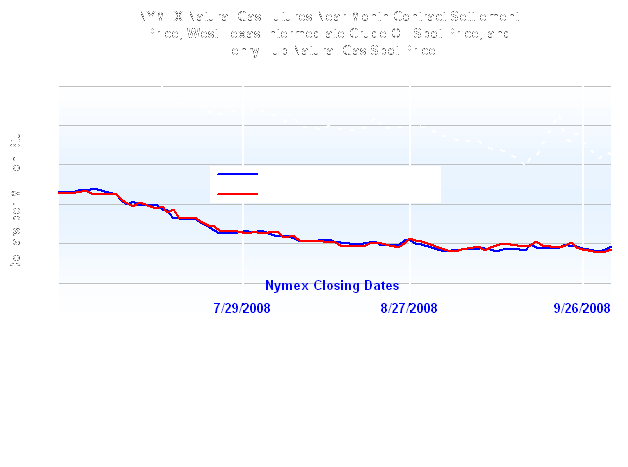 NYMEX Natural Gas Futures Near-Month Contract Settlement
Price, West Texas Intermediate Crude Oil Spot Price, and
Henry Hub Natural Gas Spot Price
Nymex Closing Dates
7/29/2008 8/27/2008 9/26/2008